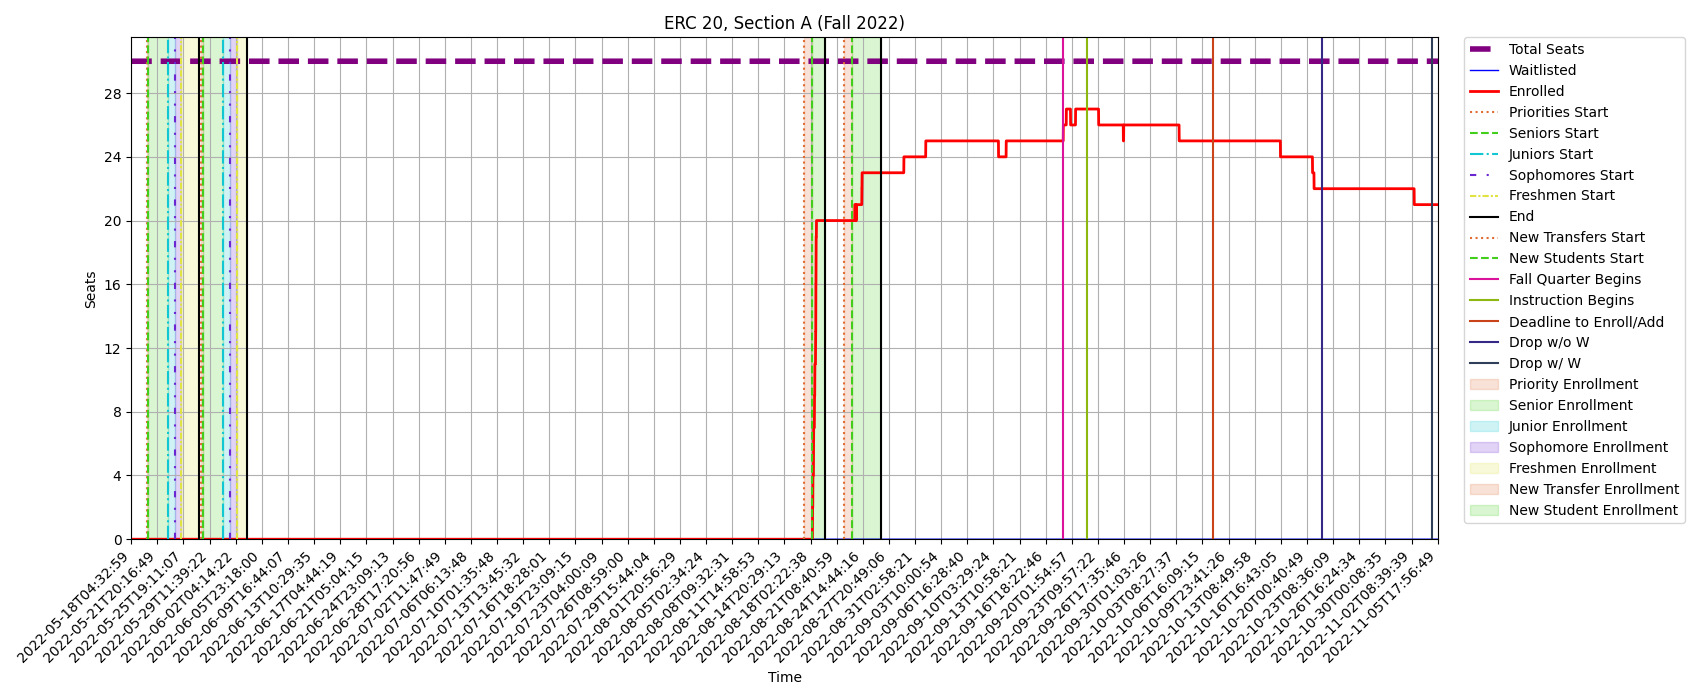 ERC 20, Section A (Fall 2022)
Seats
28
24
20
16
12
8
4
0
2022-05-18T04:32:59
2022-05-21T20:16:49
2022-05-25T19:11:07
2022-05-29T11:39:22
2022-06-02T04:14:22
2022-06-05T23:18:00
2022-06-09T16:44:07
2022-06-13T10:29:35
2022-06-17T04:44:19
2022-06-21T05:04:15
2022-06-24T23:09:13
2022-06-28T17:20:56
2022-07-02T11:47:49
2022-07-06T06:13:48
2022-07-10T01:35:48
2022-07-13T13:45:32
2022-07-16T18:28:01
2022-07-19T23:09:15
2022-07-23T04:00:09
2022-07-26T08:59:00
2022-07-29T15:44:04
2022-08-01T20:56:29
2022-08-05T02:34:24
2022-08-08T09:32:31
2022-08-11T14:58:53
2022-08-14T20:29:13
2022-08-18T02:22:38
2022-08-21T08:40:59
2022-08-24T14:44:16
2022-08-27T20:49:06
2022-08-31T02:58:21
2022-09-03T10:00:54
2022-09-06T16:28:40
2022-09-10T03:29:24
2022-09-13T10:58:21
2022-09-16T18:22:46
2022-09-20T01:54:57
2022-09-23T09:57:22
2022-09-26T17:35:46
2022-09-30T01:03:26
2022-10-03T08:27:37
2022-10-06T16:09:15
2022-10-09T23:41:26
2022-10-13T08:49:58
2022-10-16T16:43:05
2022-10-20T00:40:49
2022-10-23T08:36:09
2022-10-26T16:24:34
2022-10-30T00:08:35
2022-11-02T08:39:39
2022-11-05T17:56:49
Time
Total Seats
Waitlisted
Enrolled
Priorities Start
Seniors Start
Juniors Start
Sophomores Start
Freshmen Start
End
New Transfers Start
New Students Start
Fall Quarter Begins
Instruction Begins
Deadline to Enroll/Add
Drop w/o W
Drop w/ W
Priority Enrollment
Senior Enrollment
Junior Enrollment
Sophomore Enrollment
Freshmen Enrollment
New Transfer Enrollment
New Student Enrollment